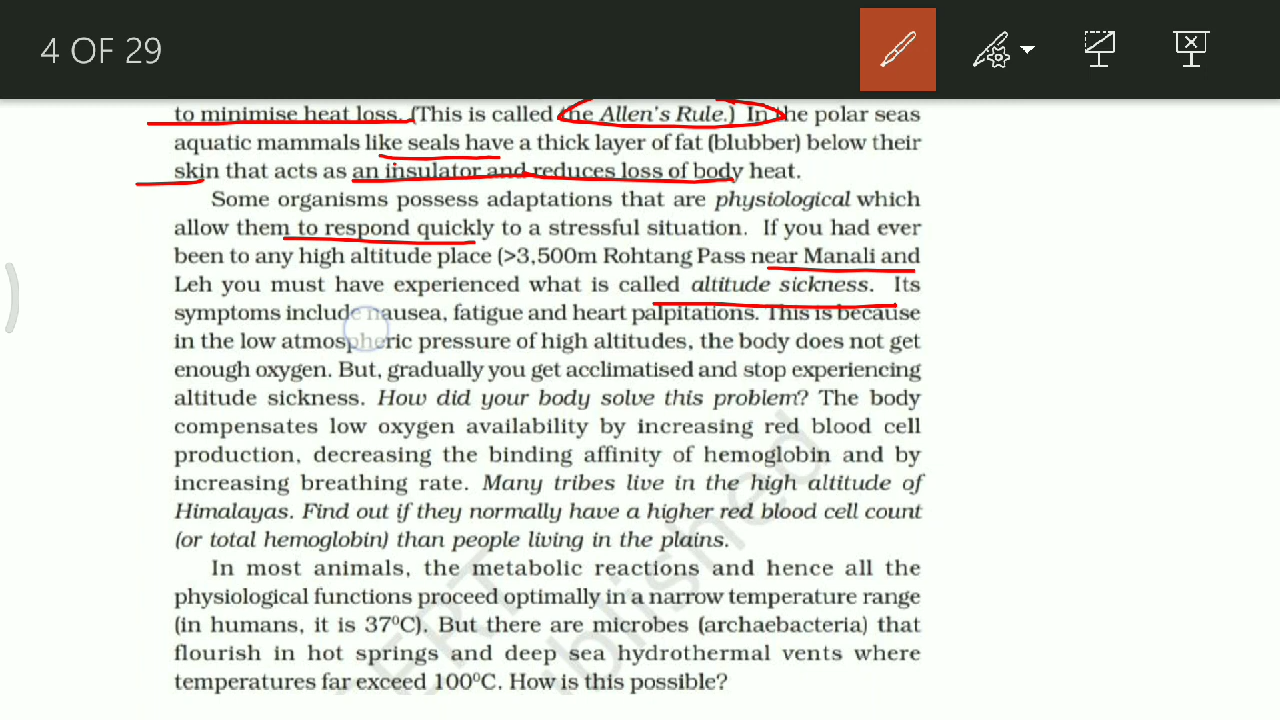 4 OF 29
to minimise heat loss. (This is called the Allen's Rule.) In the polar seas
aquatic mammals like seals have a thick layer of fat (blubber) below their
skin that acts as an insulator and reduces loss of body heat.
Some organisms possess adaptations that are physiological which
allow them to respond quickly to a stressful situation. If you had ever
been to any high altitude place (>3,500m Rohtang Pass near Manali and
Leh you must have experienced what is called altitude sickness. Its
symptoms include nausea, fatigue and heart palpitations. This is because
in the low atmospheric pressure of high altitudes, the body does not get
enough oxygen. But, gradually you get acclimatised and stop experiencing
altitude sickness. How did your body solve this problem? The body
compensates low oxygen availability by increasing red blood cell
production, decreasing the binding affinity of hemoglobin and by
increasing breathing rate. Many tribes live in the high altitude of
Himalayas. Find out if they normally have a higher red blood cell count
(or total hemoglobin) than people living in the plains.
In most animals, the metabolic reactions and hence all the
physiological functions proceed optimally in a narrow temperature range
(in humans, it is 37⁰C). But there are microbes (archaebacteria) that
flourish in hot springs and deep sea hydrothermal vents where
temperatures far exceed 100⁰C. How is this possible?